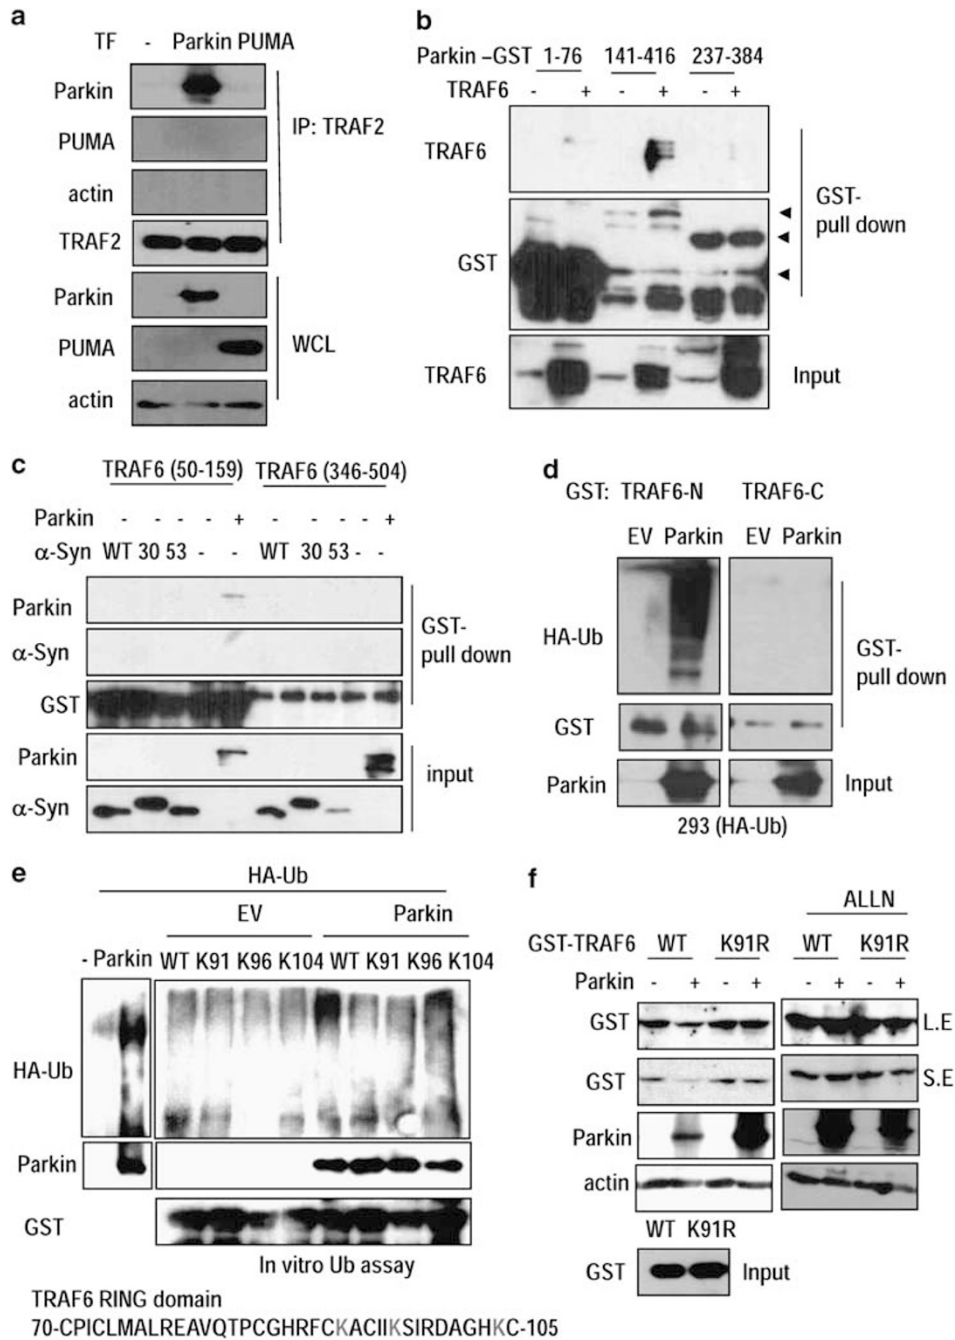 a
TF - Parkin PUMA
Parkin
PUMA
actin
TRAF2
IP: TRAF2
Parkin
PUMA
actin
WCL
b
Parkin –GST 1-76 141-416 237-384
TRAF6 - + - + - +
TRAF6
GST
GST-
pull down
TRAF6
Input
c
TRAF6 (50-159) TRAF6 (346-504)
Parkin - - - - + - - - - +
α-Syn WT 30 53 - - WT 30 53 - -
Parkin
α-Syn
GST
GST-
pull down
Parkin
α-Syn
input
d
GST: TRAF6-N TRAF6-C
EV Parkin EV Parkin
HA-Ub
GST
GST-
pull down
Parkin
Input
293 (HA-Ub)
e
HA-Ub
EV Parkin
- Parkin WT K91 K96 K104 WT K91 K96 K104
HA-Ub
Parkin
GST
In vitro Ub assay
TRAF6 RING domain
70-CPICLMALREAVQTPCGHRFCKACIIKSIRDAGHKC-105
f
ALLN
GST-TRAF6 WT K91R WT K91R
Parkin - + - + - + - +
GST L.E
GST S.E
Parkin
actin
WT K91R
GST Input